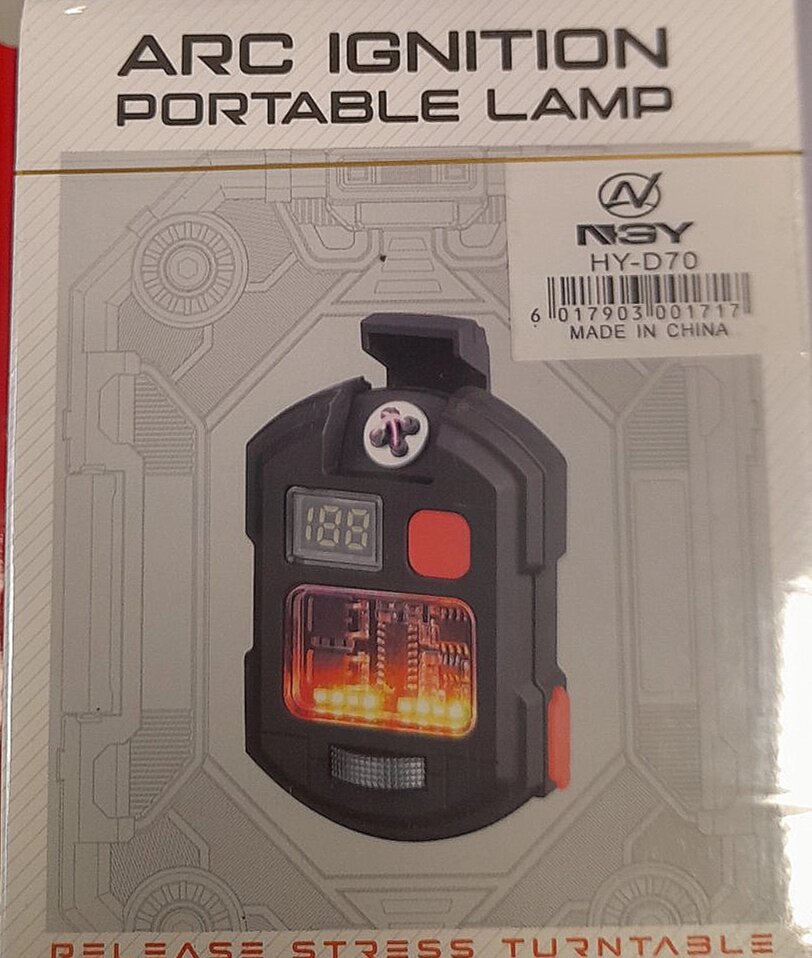 ARC IGNITION
PORTABLE LAMP
N3Y
HY-D70
6 017903 001717
MADE IN CHINA
188
RELEASE STRESS TURNTABLE